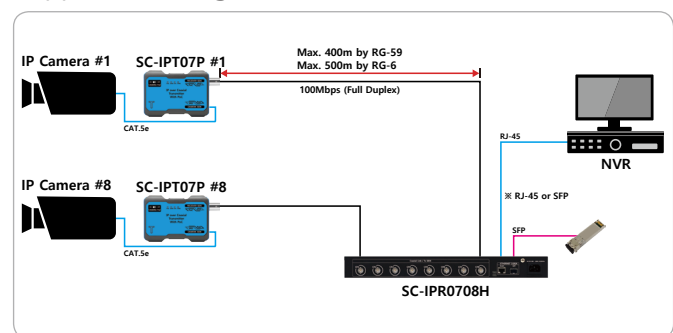 IP Camera #1
SC-IPT07P #1
Max. 400m by RG-59
Max. 500m by RG-6
100Mbps (Full Duplex)
CAT.5e
RJ-45
NVR
IP Camera #8
SC-IPT07P #8
※ RJ-45 or SFP
CAT.5e
SFP
SC-IPR0708H